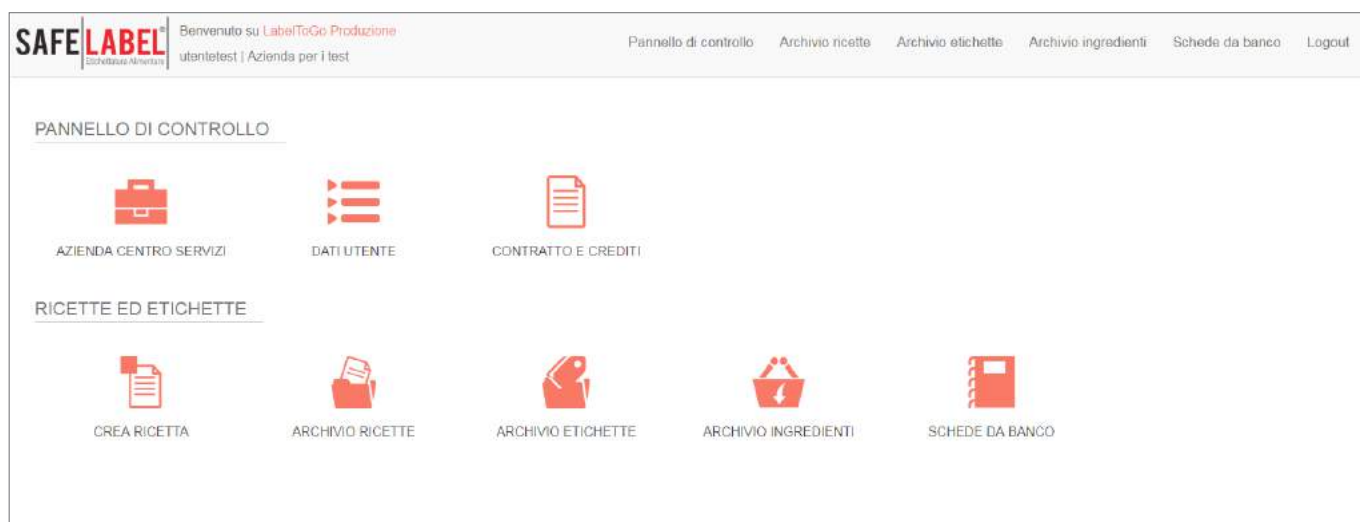 SAFE LABEL®
Etichettatura Alimentare
Benvenuto su LabelToGo Produzione
utentetest | Azienda per i test
Pannello di controllo Archivio ricette Archivio etichette Archivio ingredienti Schede da banco Logout
PANNELLO DI CONTROLLO
AZIENDA CENTRO SERVIZI DATI UTENTE CONTRATTO E CREDITI
RICETTE ED ETICHETTE
CREA RICETTA ARCHIVIO RICETTE ARCHIVIO ETICHETTE ARCHIVIO INGREDIENTI SCHEDE DA BANCO